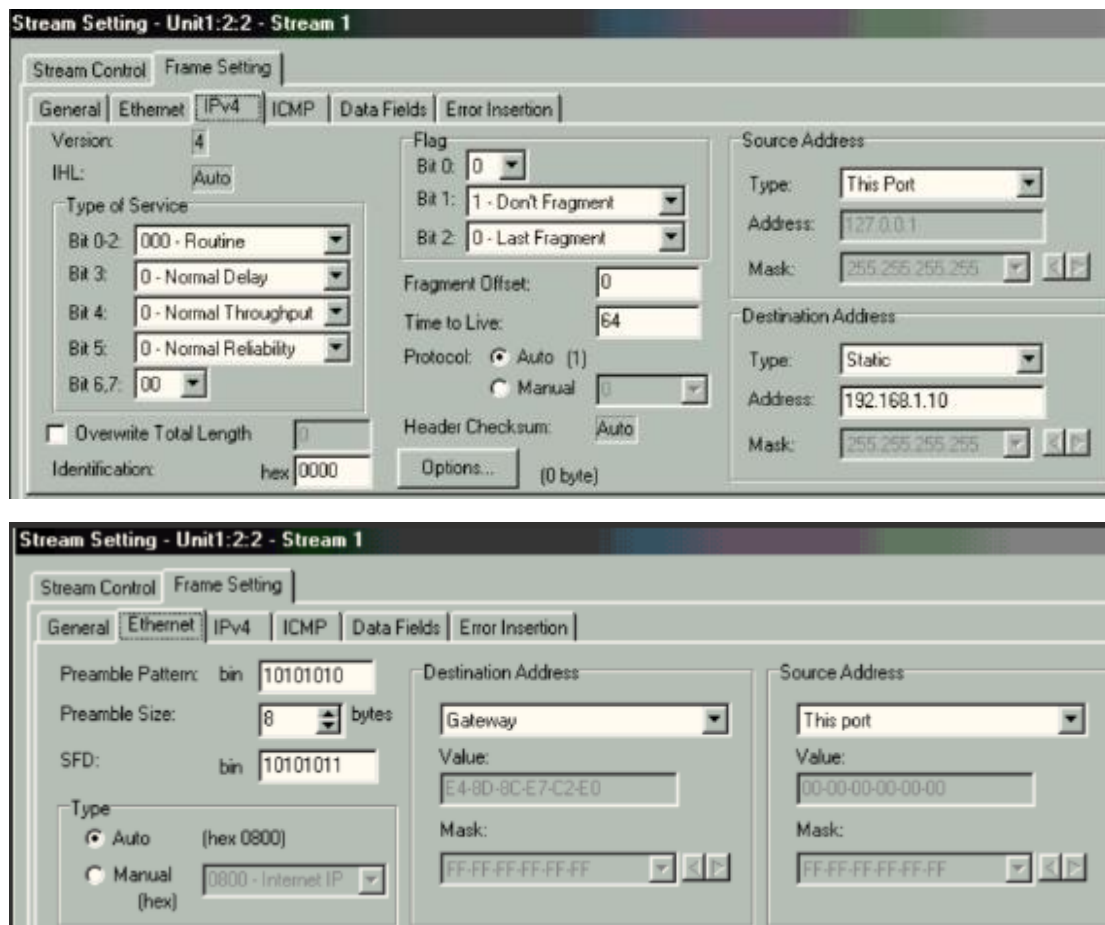 Stream Setting - Unit1:2:2 - Stream 1
Stream Control Frame Setting
General Ethernet IPv4 ICMP Data Fields Error Insertion
Version: 4
IHL: Auto
Type of Service
Bit 0-2: 000 - Routine
Bit 3: 0 - Normal Delay
Bit 4: 0 - Normal Throughput
Bit 5: 0 - Normal Reliability
Bit 6,7: 00
Overwrite Total Length 0
Identification: hex 0000
Flag
Bit 0: 0
Bit 1: 1 - Don't Fragment
Bit 2: 0 - Last Fragment
Fragment Offset: 0
Time to Live: 64
Protocol: Auto (1)
Manual 0
Header Checksum: Auto
Options... (0 byte)
Source Address
Type: This Port
Address: 127.0.0.1
Mask: 255.255.255.255
Destination Address
Type: Static
Address: 192.168.1.10
Mask: 255.255.255.255
Stream Setting - Unit1:2:2 - Stream 1
Stream Control Frame Setting
General Ethernet IPv4 ICMP Data Fields Error Insertion
Preamble Pattern: bin 10101010
Preamble Size: 8 bytes
SFD: bin 10101011
Type
Auto (hex 0800)
Manual 0800 - Internet IP
(hex)
Destination Address
Gateway
Value:
E4-8D-8C-E7-C2-E0
Mask:
FF-FF-FF-FF-FF-FF
Source Address
This port
Value:
00-00-00-00-00-00
Mask:
FF-FF-FF-FF-FF-FF